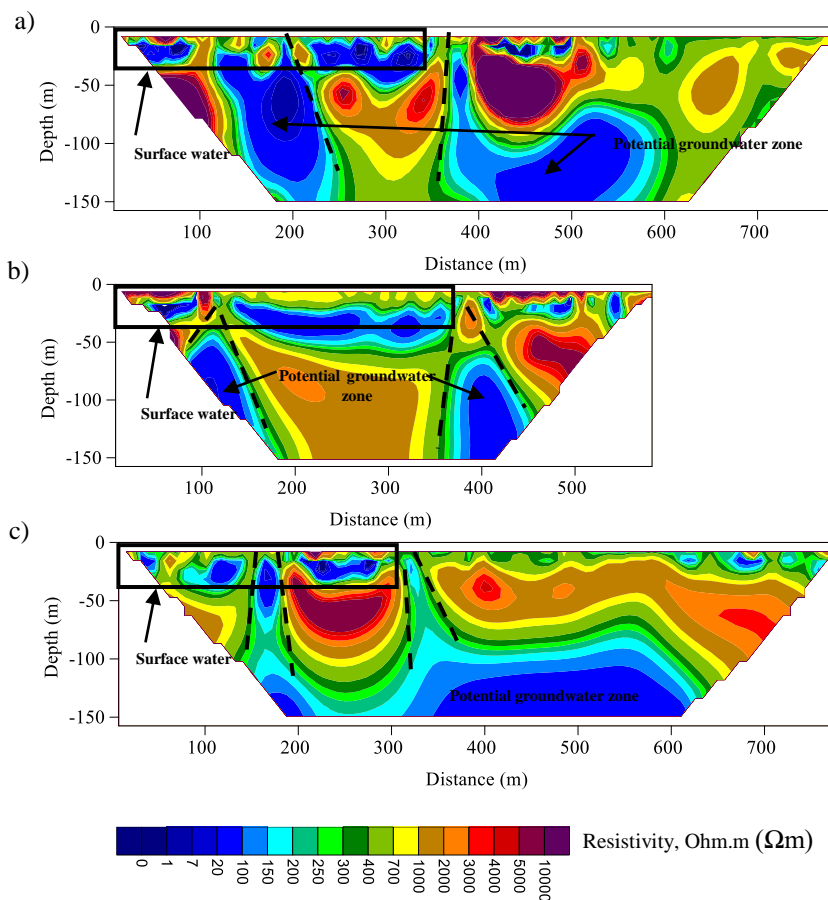 a)
0
-50
-100
-150
Depth (m)
Surface water
Potential groundwater zone
100 200 300 400 500 600 700
Distance (m)
b)
0
-50
-100
-150
Depth (m)
Surface water
Potential groundwater
zone
100 200 300 400 500
Distance (m)
c)
0
-50
-100
-150
Depth (m)
Surface water
Potential groundwater zone
100 200 300 400 500 600 700
Distance (m)
0 1 7 20 100 150 200 250 300 400 700 1000 2000 3000 4000 5000 10000
Resistivity, Ohm.m (Ωm)